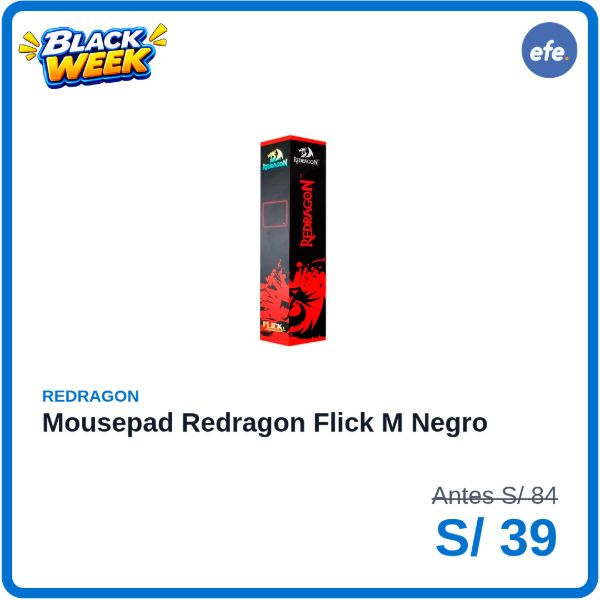 BLACK
WEEK
efe.
REDRAGON
REDRAGON
REDRAGON
FLICK
REDRAGON
Mousepad Redragon Flick M Negro
Antes S/ 84
S/ 39